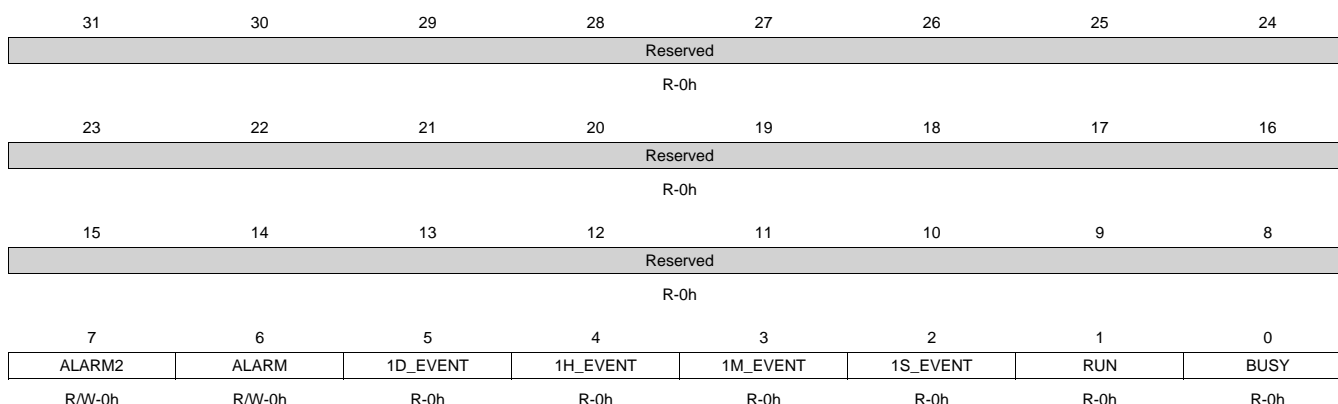 31 30 29 28 27 26 25 24
Reserved
R-0h
23 22 21 20 19 18 17 16
Reserved
R-0h
15 14 13 12 11 10 9 8
Reserved
R-0h
7 6 5 4 3 2 1 0
ALARM2 ALARM 1D_EVENT 1H_EVENT 1M_EVENT 1S_EVENT RUN BUSY
R/W-0h R/W-0h R-0h R-0h R-0h R-0h R-0h R-0h